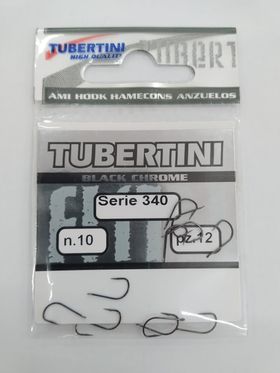 TUBERTINI
HIGH QUALITY
TUBERT
AMI HOOK HAMECONS ANZUELOS
TUBERTINI
BLACK CHROME
Serie 340
n.10
pz.12